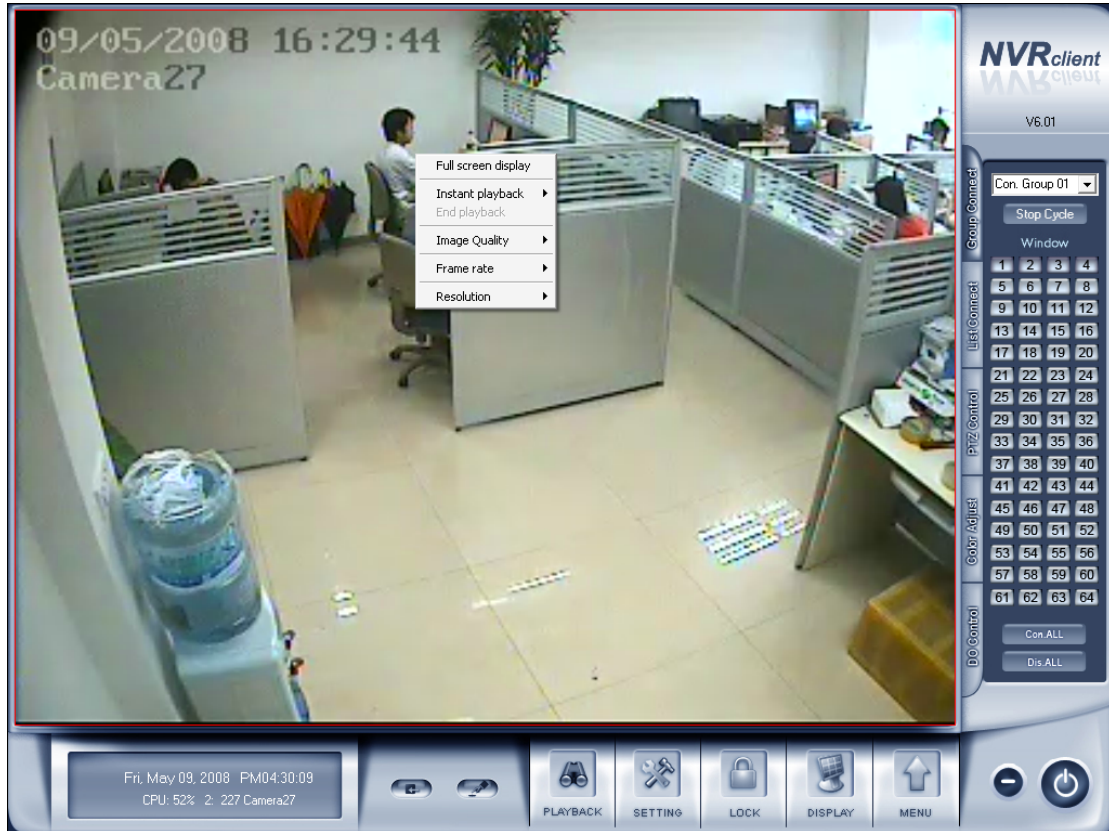 09/05/2008 16:29:44
Camera27
Full screen display
Instant playback
End playback
Image Quality
Frame rate
Resolution
NVRclient
V6.01
Group Connect
List Connect
PTZ Control
Color Adjust
DO Control
Con. Group 01
Stop Cycle
Window
1 2 3 4
5 6 7 8
9 10 11 12
13 14 15 16
17 18 19 20
21 22 23 24
25 26 27 28
29 30 31 32
33 34 35 36
37 38 39 40
41 42 43 44
45 46 47 48
49 50 51 52
53 54 55 56
57 58 59 60
61 62 63 64
Con.ALL
Dis.ALL
Fri, May 09, 2008 PM04:30:09
CPU: 52% 2: 227 Camera27
PLAYBACK
SETTING
LOCK
DISPLAY
MENU